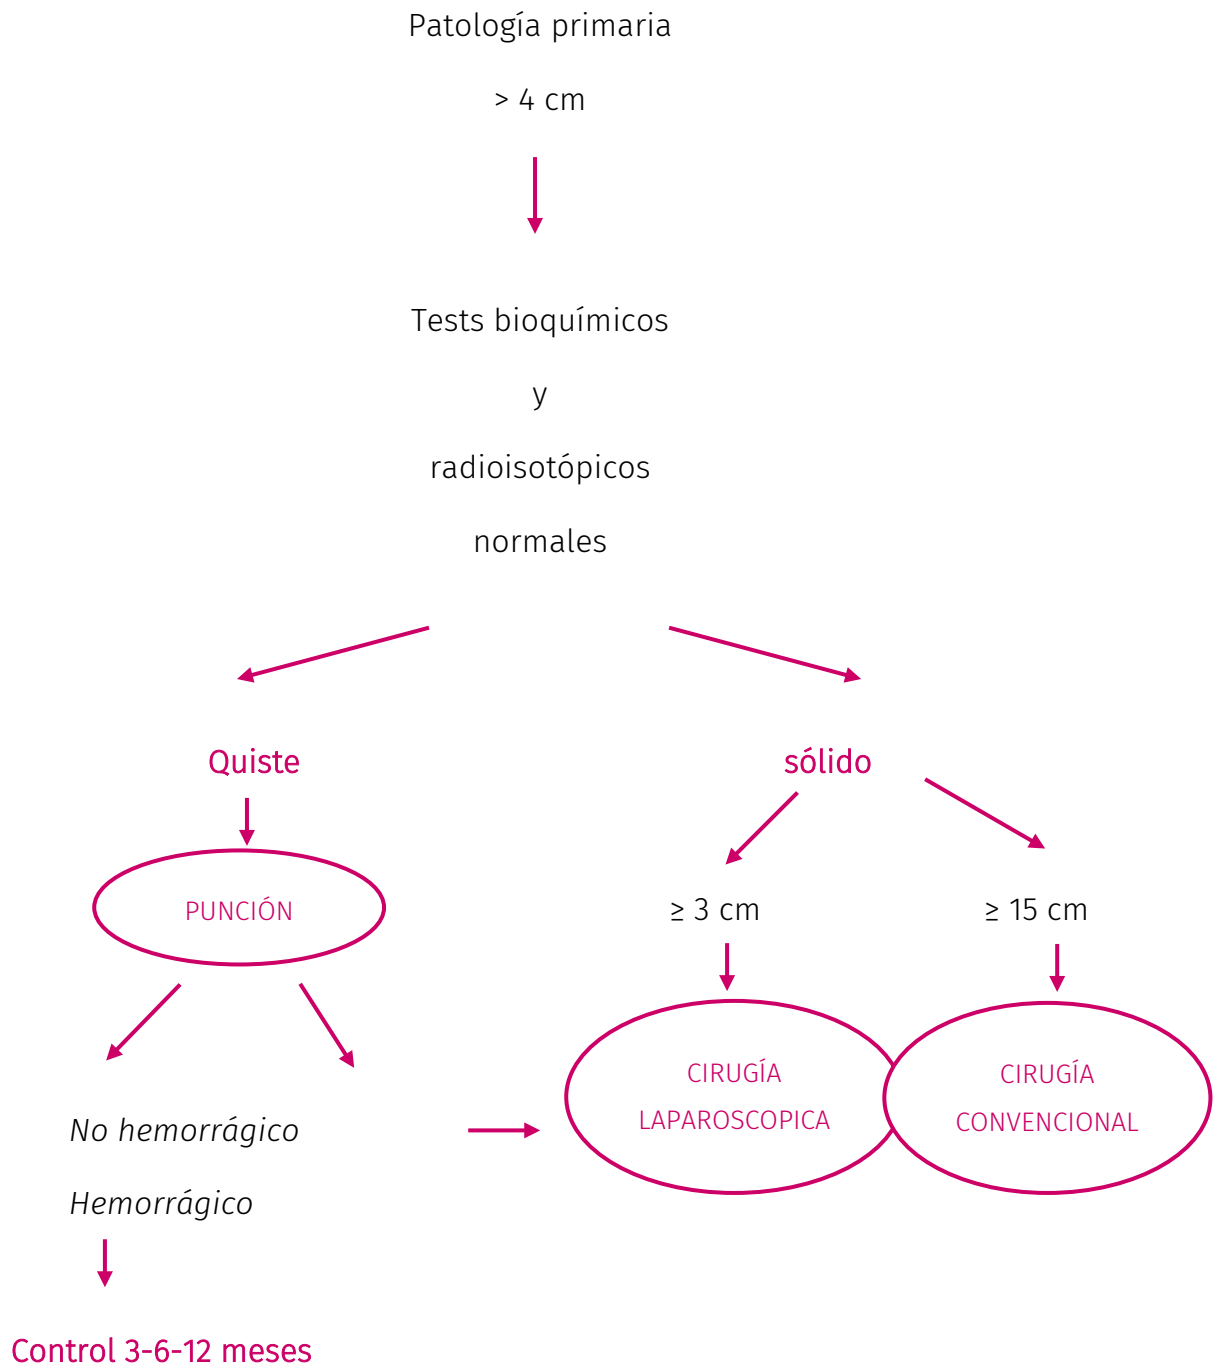 Patología primaria
> 4 cm
Tests bioquímicos
y
radioisotópicos
normales
Quiste
sólido
PUNCIÓN
≥ 3 cm
≥ 15 cm
CIRUGÍA
LAPAROSCOPICA
CIRUGÍA
CONVENCIONAL
No hemorrágico
Hemorrágico
Control 3-6-12 meses